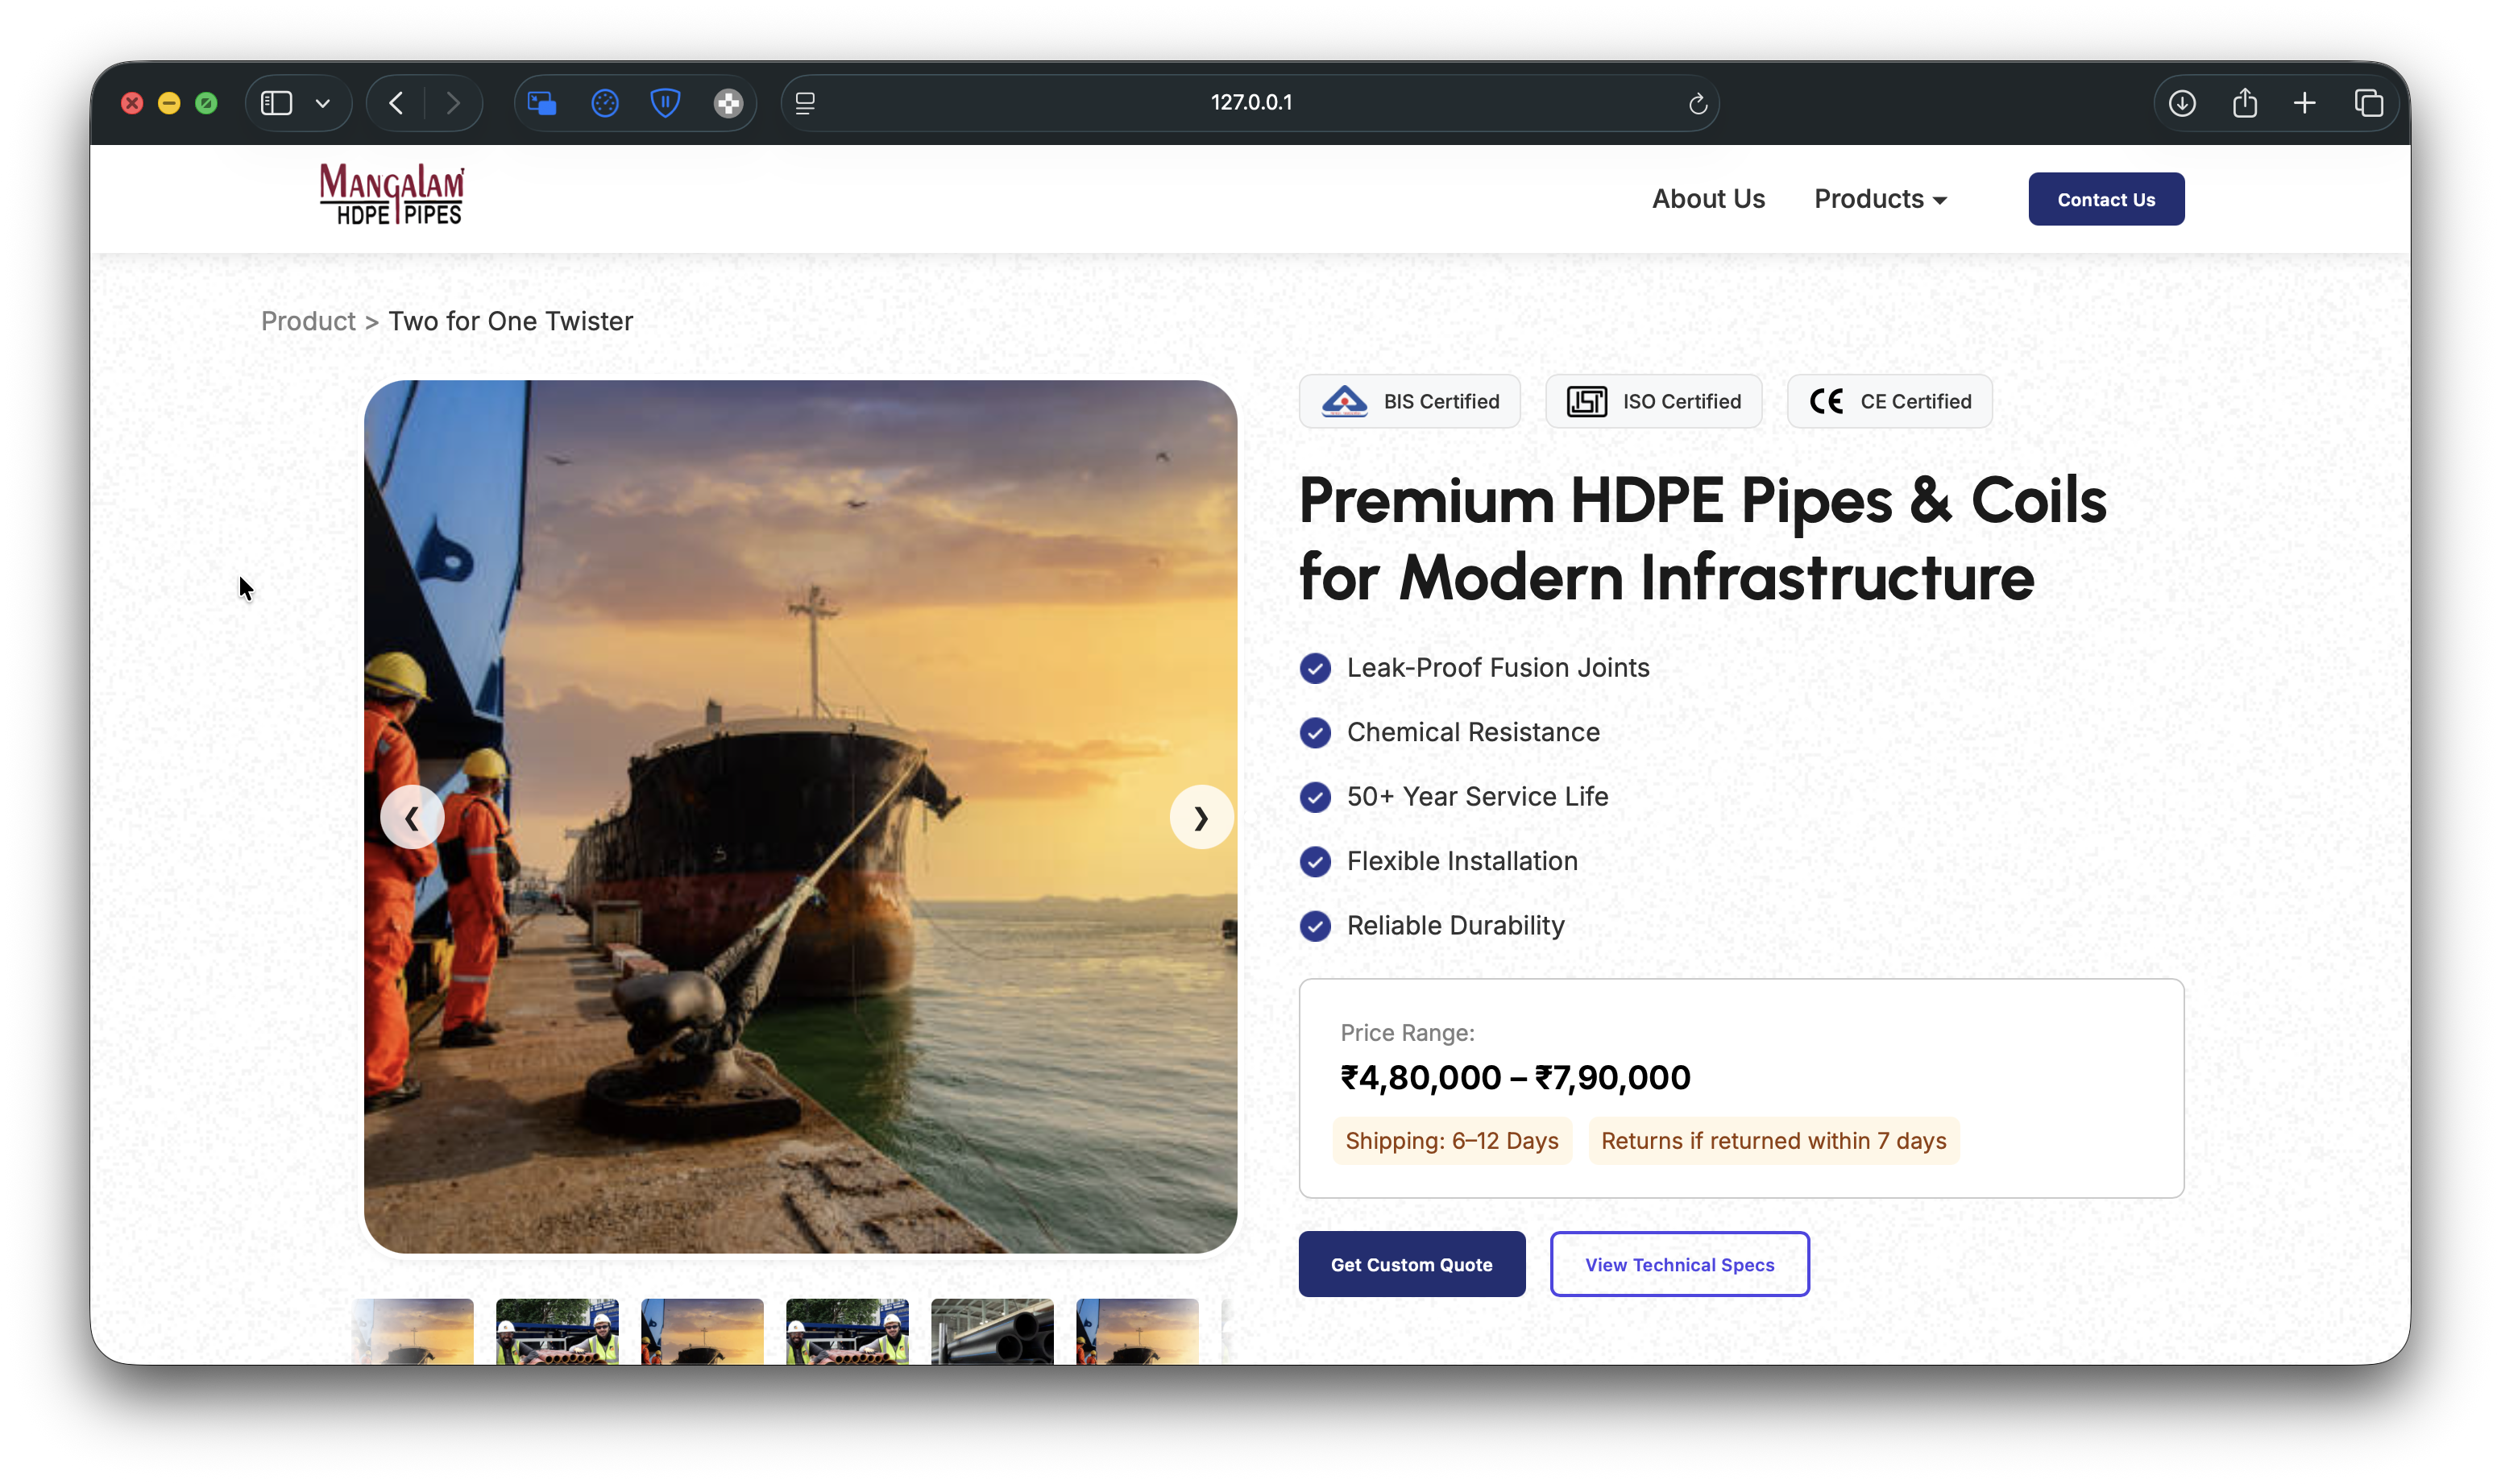 127.0.0.1
Mangalam
HDPE PIPES
About Us
Products
Contact Us
Product > Two for One Twister
BIS Certified
ISO Certified
CE CE Certified
Premium HDPE Pipes & Coils
for Modern Infrastructure
Leak-Proof Fusion Joints
Chemical Resistance
50+ Year Service Life
Flexible Installation
Reliable Durability
Price Range:
₹4,80,000 – ₹7,90,000
Shipping: 6–12 Days
Returns if returned within 7 days
Get Custom Quote
View Technical Specs